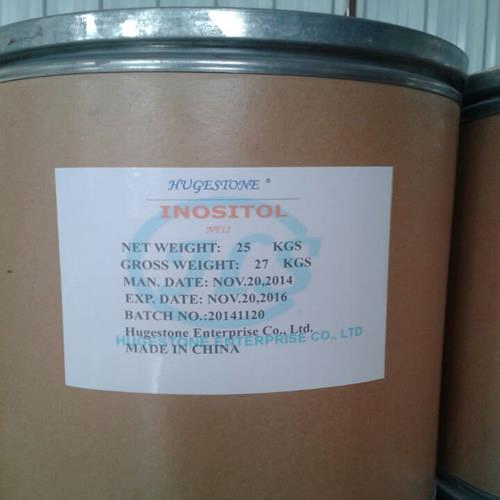 HUGESTONE ®
INOSITOL
NF12
NET WEIGHT: 25 KGS
GROSS WEIGHT: 27 KGS
MAN. DATE: NOV.20,2014
EXP. DATE: NOV.20,2016
BATCH NO.:20141120
Hugestone Enterprise Co., Ltd.
HUGESTONE ENTERPRISE CO., LTD
MADE IN CHINA